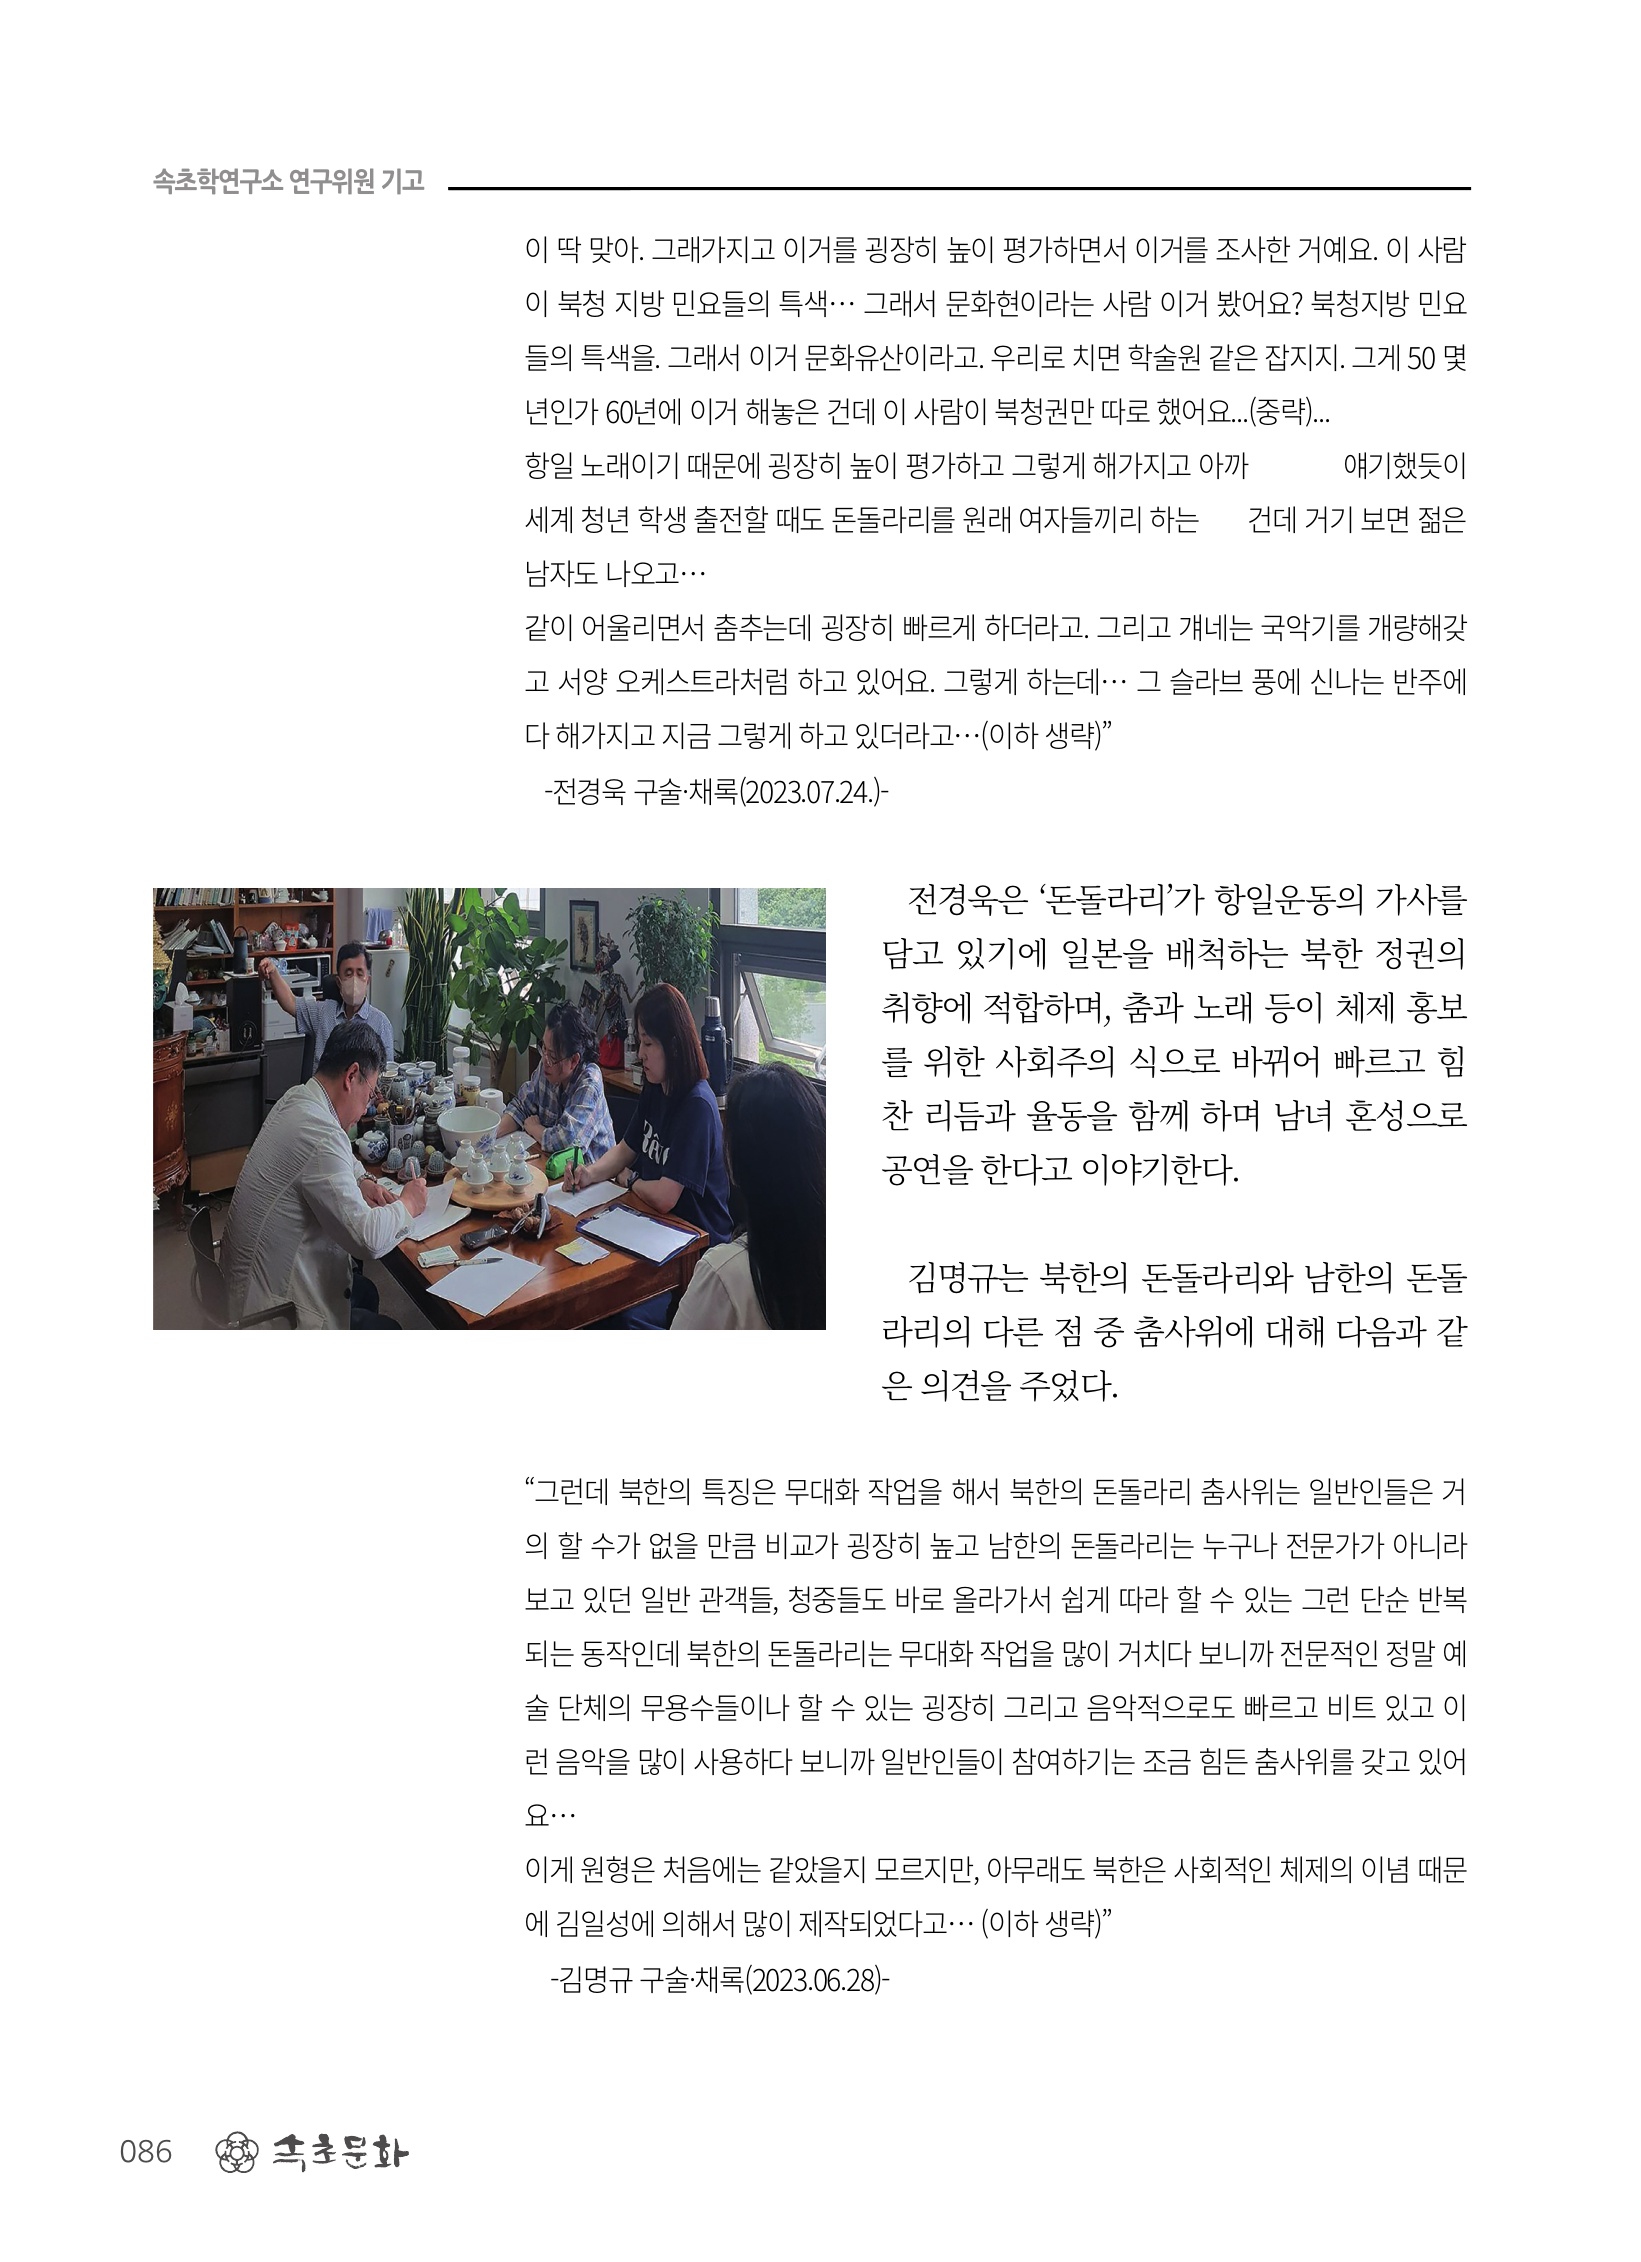 속초학연구소 연구위원 기고
이 딱 맞아. 그래가지고 이거를 굉장히 높이 평가하면서 이거를 조사한 거예요. 이 사람
이 북청 지방 민요들의 특색… 그래서 문화현이라는 사람 이거 봤어요? 북청지방 민요
들의 특색을. 그래서 이거 문화유산이라고. 우리로 치면 학술원 같은 잡지지. 그게 50 몇
년인가 60년에 이거 해놓은 건데 이 사람이 북청권만 따로 했어요...(중략)...
항일 노래이기 때문에 굉장히 높이 평가하고 그렇게 해가지고 아까 얘기했듯이
세계 청년 학생 출전할 때도 돈돌라리를 원래 여자들끼리 하는 건데 거기 보면 젊은
남자도 나오고…
같이 어울리면서 춤추는데 굉장히 빠르게 하더라고. 그리고 걔네는 국악기를 개량해갖
고 서양 오케스트라처럼 하고 있어요. 그렇게 하는데… 그 슬라브 풍에 신나는 반주에
다 해가지고 지금 그렇게 하고 있더라고…(이하 생략)”
-전경욱 구술·채록(2023.07.24.)-
전경욱은 ‘돈돌라리’가 항일운동의 가사를
담고 있기에 일본을 배척하는 북한 정권의
취향에 적합하며, 춤과 노래 등이 체제 홍보
를 위한 사회주의 식으로 바뀌어 빠르고 힘
찬 리듬과 율동을 함께 하며 남녀 혼성으로
공연을 한다고 이야기한다.
김명규는 북한의 돈돌라리와 남한의 돈돌
라리의 다른 점 중 춤사위에 대해 다음과 같
은 의견을 주었다.
“그런데 북한의 특징은 무대화 작업을 해서 북한의 돈돌라리 춤사위는 일반인들은 거
의 할 수가 없을 만큼 비교가 굉장히 높고 남한의 돈돌라리는 누구나 전문가가 아니라
보고 있던 일반 관객들, 청중들도 바로 올라가서 쉽게 따라 할 수 있는 그런 단순 반복
되는 동작인데 북한의 돈돌라리는 무대화 작업을 많이 거치다 보니까 전문적인 정말 예
술 단체의 무용수들이나 할 수 있는 굉장히 그리고 음악적으로도 빠르고 비트 있고 이
런 음악을 많이 사용하다 보니까 일반인들이 참여하기는 조금 힘든 춤사위를 갖고 있어
요…
이게 원형은 처음에는 같았을지 모르지만, 아무래도 북한은 사회적인 체제의 이념 때문
에 김일성에 의해서 많이 제작되었다고… (이하 생략)”
-김명규 구술·채록(2023.06.28)-
086 속초문화